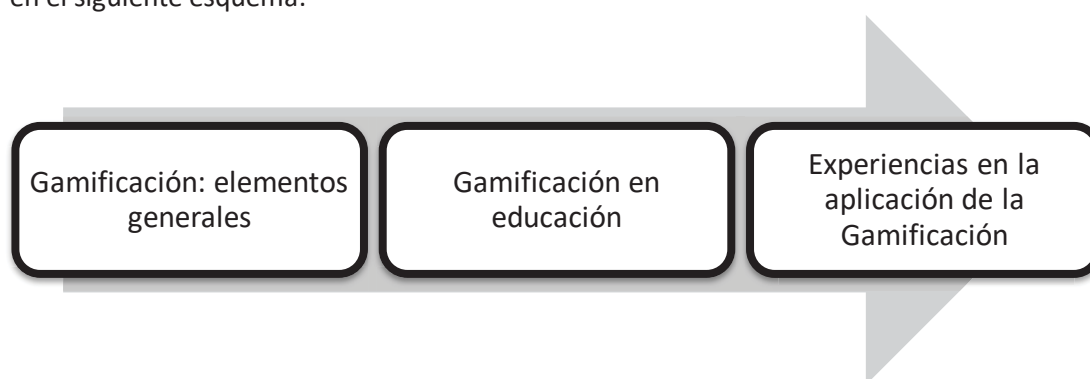 en el siguiente esquema:
Gamificación: elementos
generales
Gamificación en
educación
Experiencias en la
aplicación de la
Gamificación